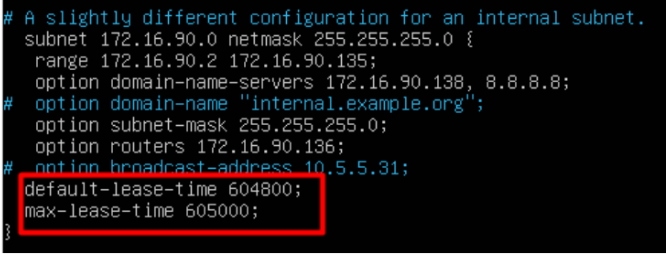 # A slightly different configuration for an internal subnet.
subnet 172.16.90.0 netmask 255.255.255.0 {
range 172.16.90.2 172.16.90.135;
option domain-name-servers 172.16.90.138, 8.8.8.8;
# option domain-name "internal.example.org";
option subnet-mask 255.255.255.0;
option routers 172.16.90.136;
# option broadcast-address 10.5.5.31;
default-lease-time 604800;
max-lease-time 605000;
}